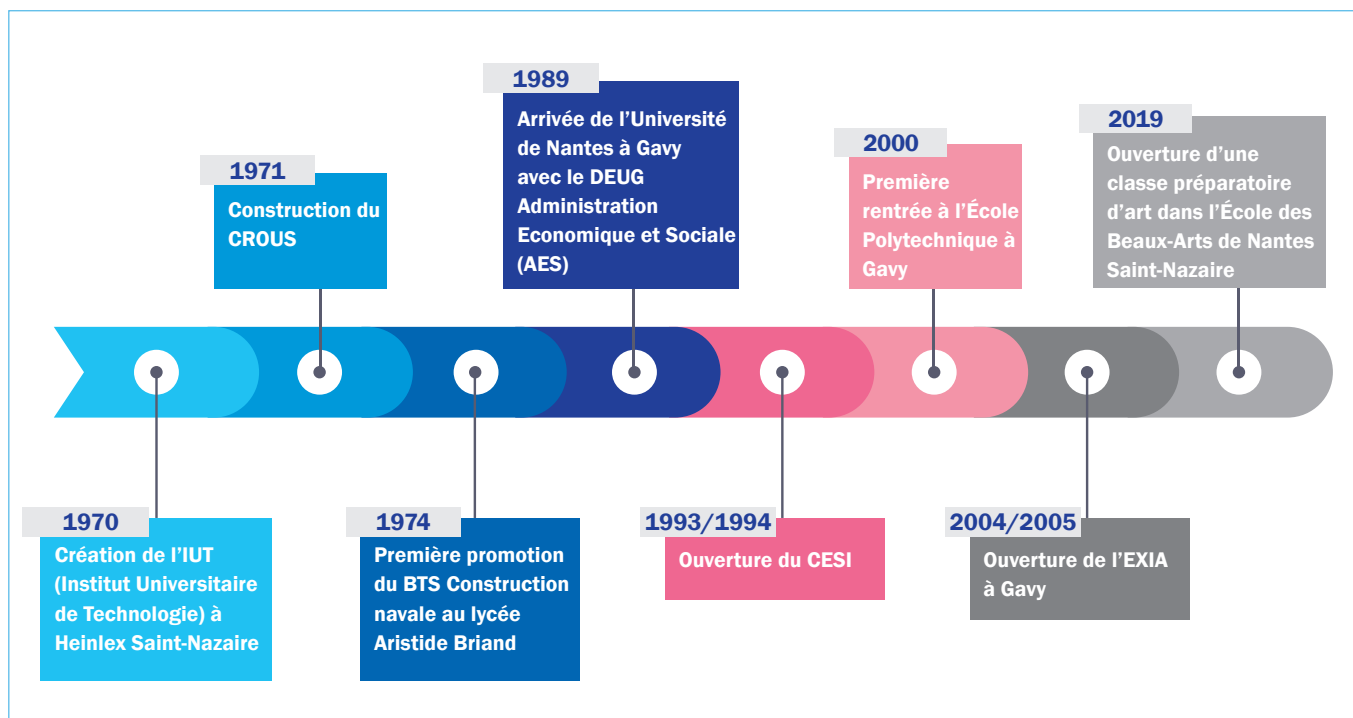 1970
Création de l’IUT
(Institut Universitaire
de Technologie) à
Heinlex Saint-Nazaire
1971
Construction du
CROUS
1974
Première promotion
du BTS Construction
navale au lycée
Aristide Briand
1989
Arrivée de l’Université
de Nantes à Gavy
avec le DEUG
Administration
Economique et Sociale
(AES)
1993/1994
Ouverture du CESI
2000
Première
rentrée à l’École
Polytechnique à
Gavy
2004/2005
Ouverture de l’EXIA
à Gavy
2019
Ouverture d’une
classe préparatoire
d’art dans l’École des
Beaux-Arts de Nantes
Saint-Nazaire